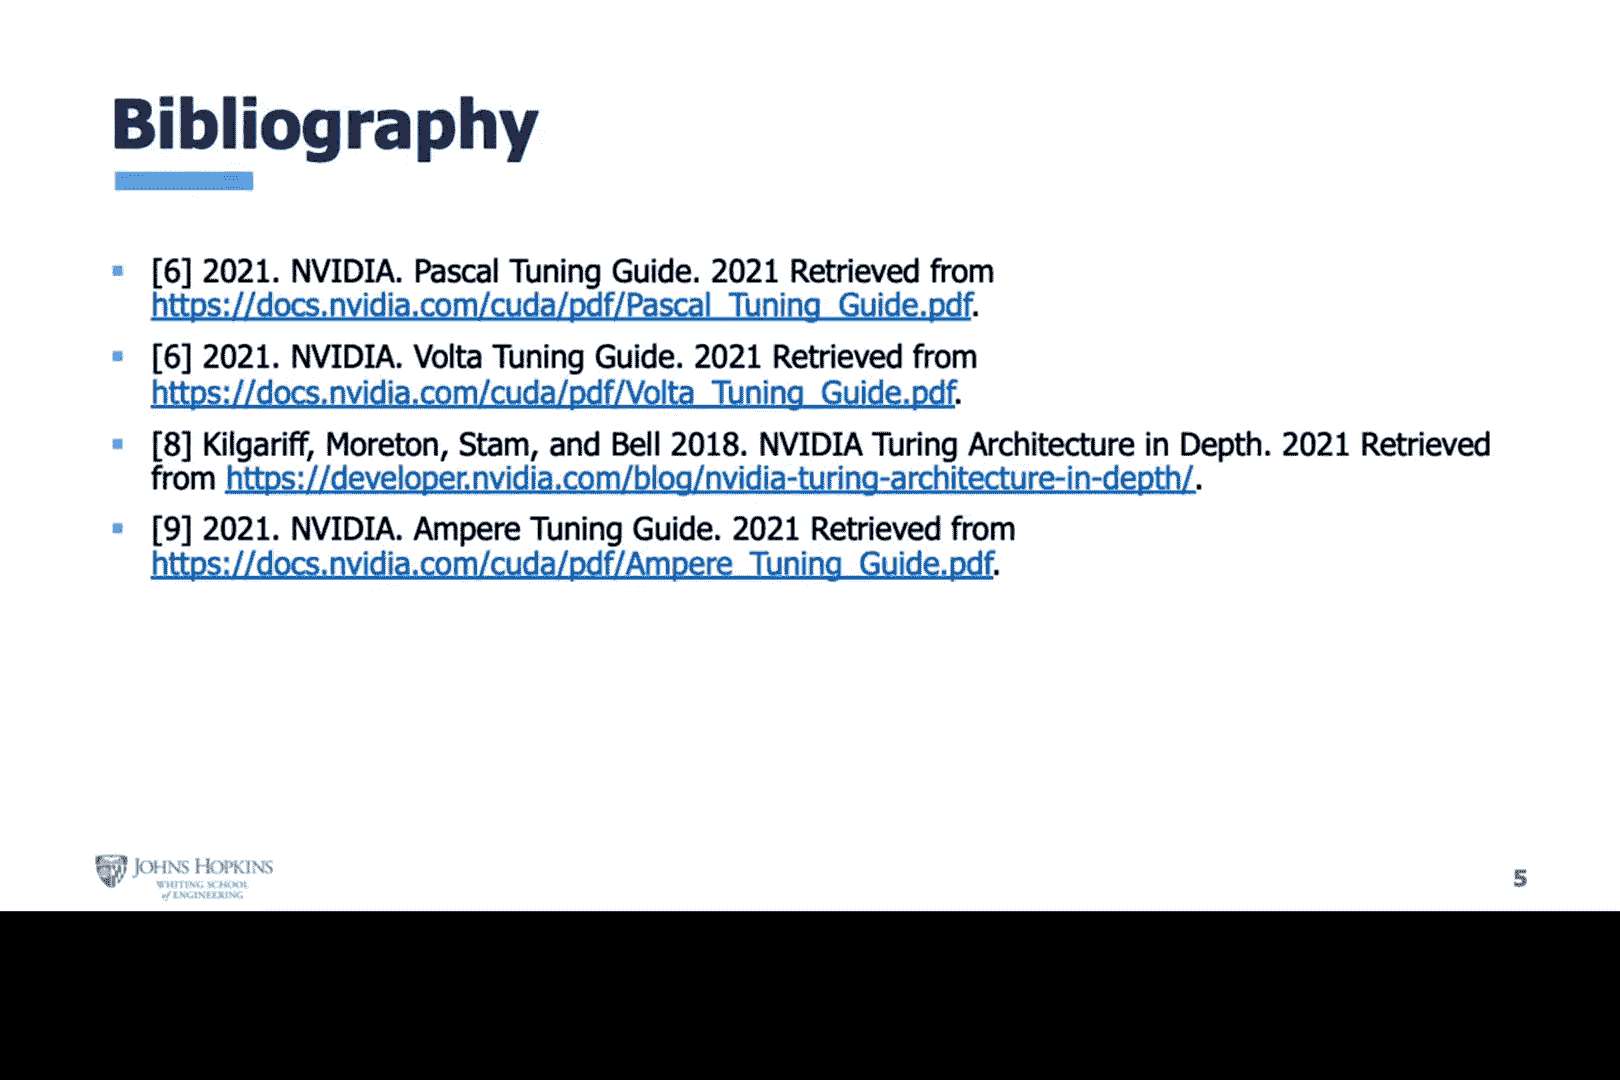 Bibliography
[6] 2021. NVIDIA. Pascal Tuning Guide. 2021 Retrieved from
https://docs.nvidia.com/cuda/pdf/Pascal_Tuning_Guide.pdf.
[6] 2021. NVIDIA. Volta Tuning Guide. 2021 Retrieved from
https://docs.nvidia.com/cuda/pdf/Volta_Tuning_Guide.pdf.
[8] Kilgariff, Moreton, Stam, and Bell 2018. NVIDIA Turing Architecture in Depth. 2021 Retrieved
from https://developer.nvidia.com/blog/nvidia-turing-architecture-in-depth/.
[9] 2021. NVIDIA. Ampere Tuning Guide. 2021 Retrieved from
https://docs.nvidia.com/cuda/pdf/Ampere_Tuning_Guide.pdf.
JOHNS HOPKINS
WHITING SCHOOL
of ENGINEERING
5